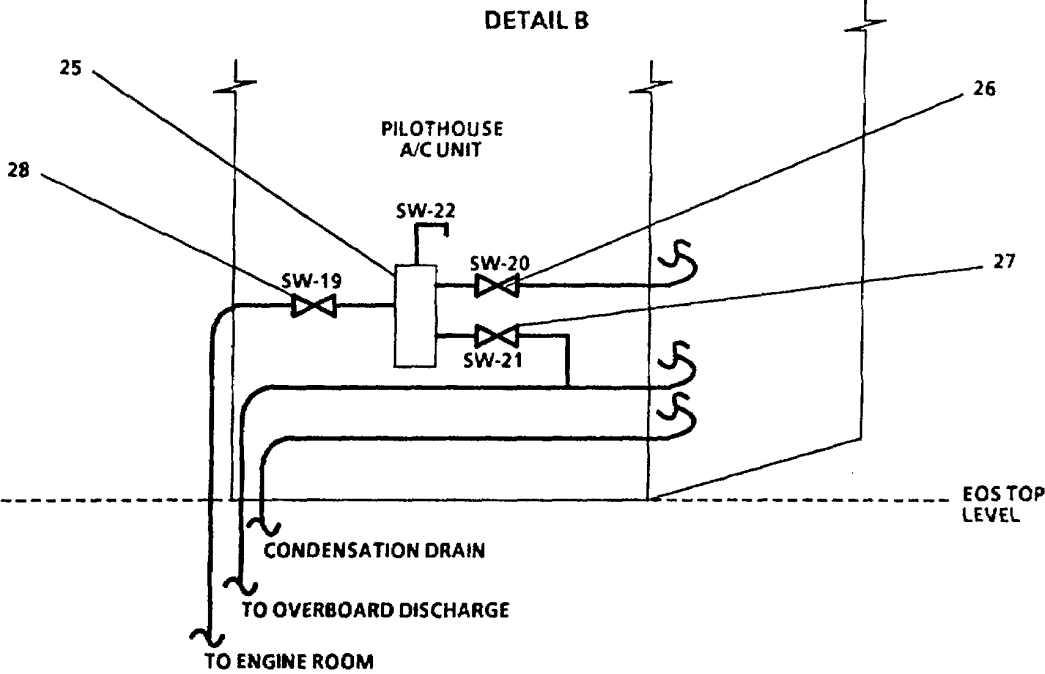 DETAIL B
25
26
PILOTHOUSE
A/C UNIT
28
SW-22
SW-20
27
SW-19
SW-21
EOS TOP
LEVEL
CONDENSATION DRAIN
TO OVERBOARD DISCHARGE
TO ENGINE ROOM